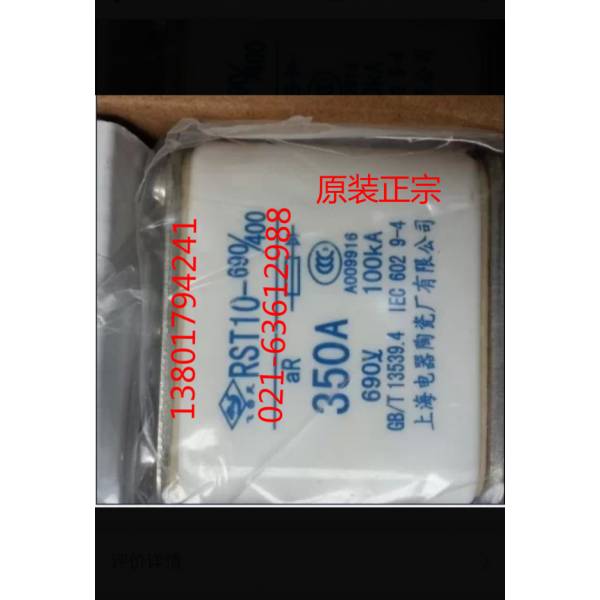 原装正宗
13801794241
021-63612988
RST10-690/400
aR
350A
A009916
690V 100kA
GB/T 13539.4 IEC 602 9-4
上海电器陶瓷厂有限公司